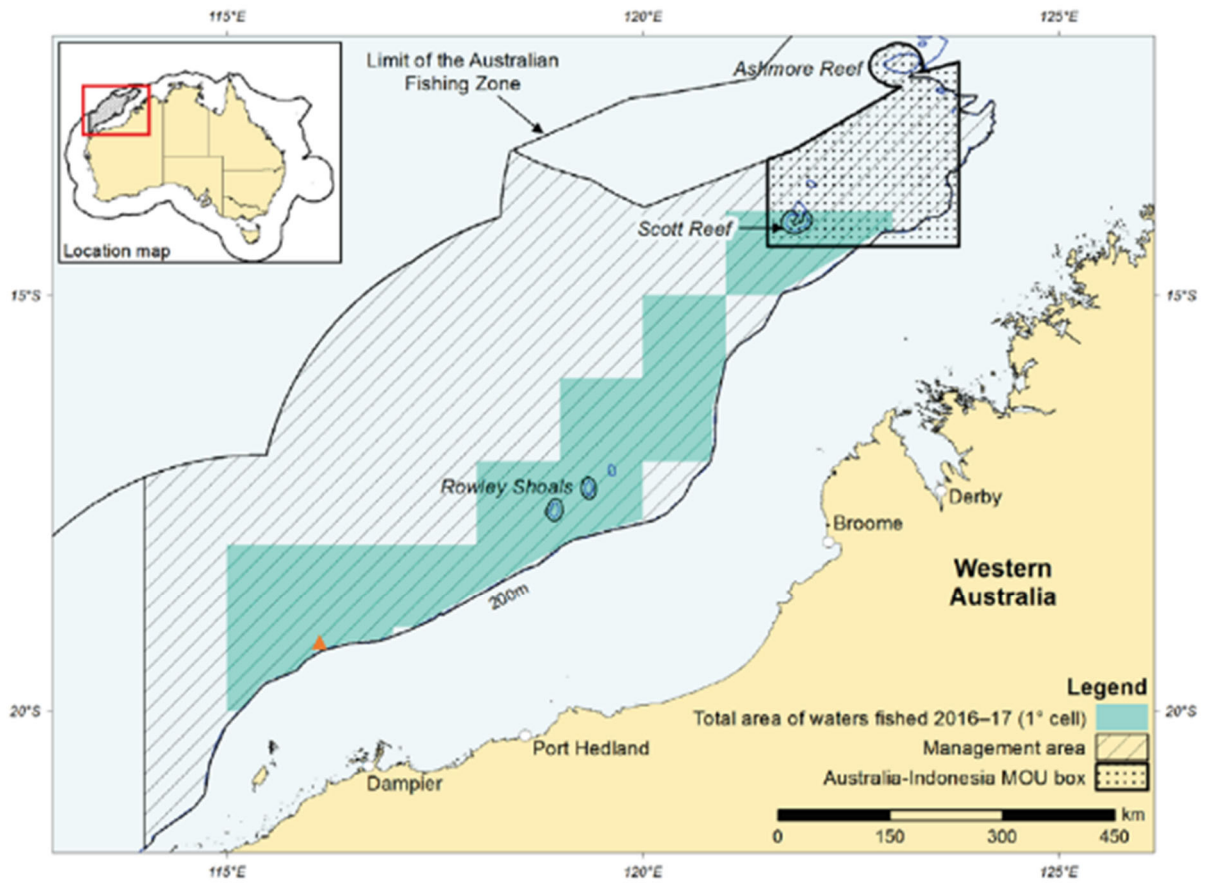 115°E
120°E
125°E
Limit of the Australian
Fishing Zone
Ashmore Reef
Location map
Scott Reef
15°S
15°S
Rowley Shoals
Derby
Broome
200m
Western
Australia
Legend
Total area of waters fished 2016–17 (1° cell)
Management area
Australia-Indonesia MOU box
20°S
20°S
Port Hedland
Dampier
km
0
150
300
450
115°E
120°E
125°E